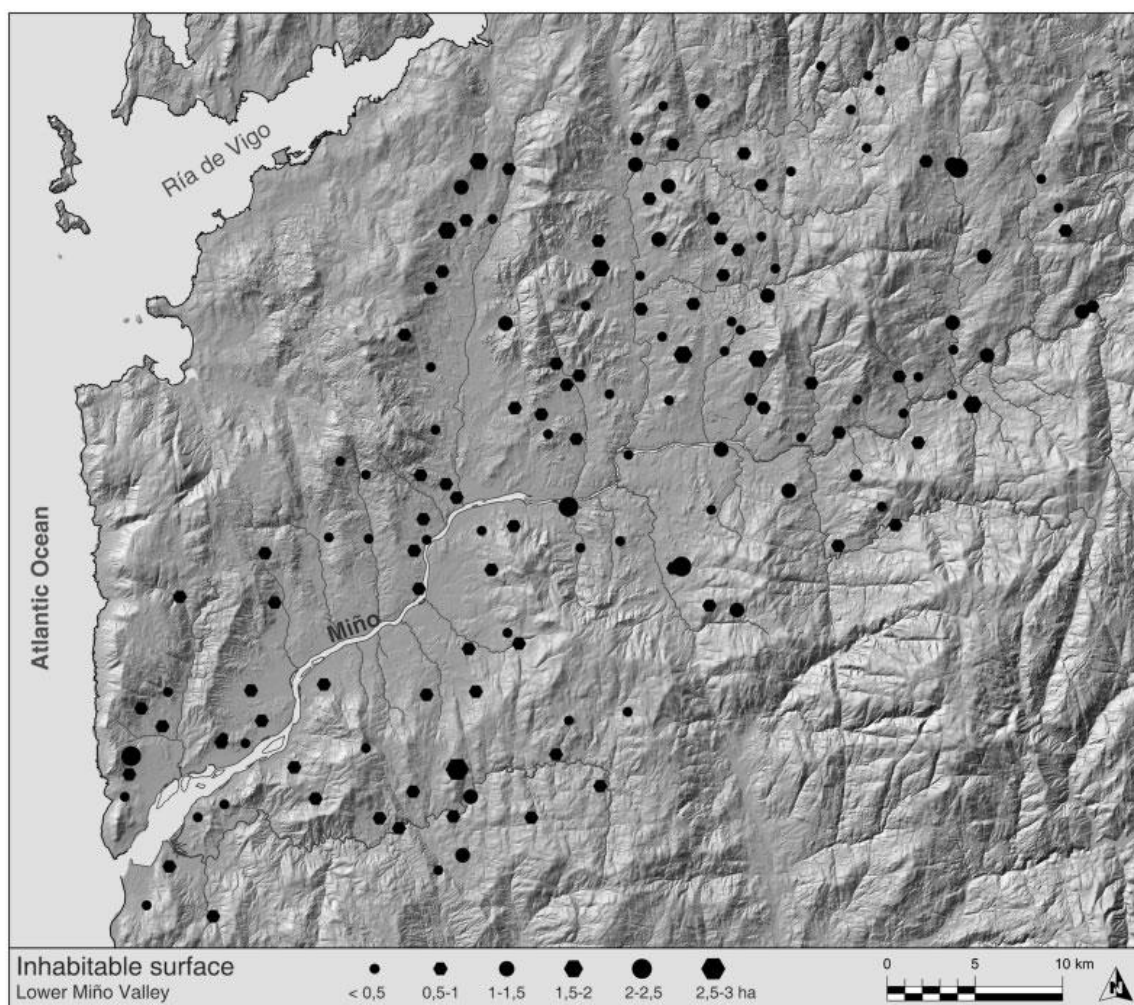 Ría de Vigo
Atlantic Ocean
Miño
Inhabitable surface
Lower Miño Valley
< 0,5
0,5-1
1-1,5
1,5-2
2-2,5
2,5-3 ha
0
5
10 km
N